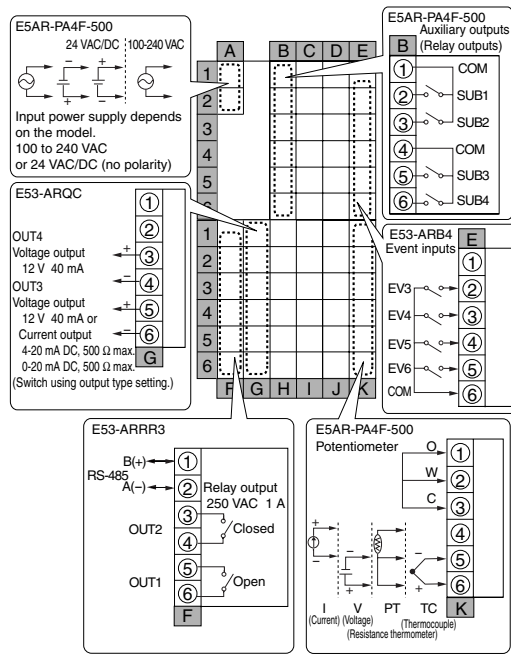 E5AR-PA4F-500
24 VAC/DC 100-240 VAC
+ −
− +
Input power supply depends
on the model.
100 to 240 VAC
or 24 VAC/DC (no polarity)
A B C D E
1
2
3
4
5
6
1
2
3
4
5
6
F G H I J K
E5AR-PA4F-500
Auxiliary outputs
(Relay outputs)
B
1 COM
2 SUB1
3 SUB2
4 COM
5 SUB3
6 SUB4
E53-ARQC
1
2
OUT4
Voltage output + 3
12 V 40 mA
OUT3 − 4
Voltage output + 5
12 V 40 mA or
Current output − 6
4-20 mA DC, 500 Ω max.
0-20 mA DC, 500 Ω max.
G
(Switch using output type setting.)
E53-ARB4
Event inputs
E
1
EV3 2
EV4 3
EV5 4
EV6 5
COM 6
E53-ARRR3
B(+) 1
RS-485
A(−) 2
Relay output
250 VAC 1 A
OUT2 3
4 Closed
OUT1 5
6 Open
F
E5AR-PA4F-500
Potentiometer
O 1
W 2
C 3
4
5
6
+ − − + − +
I V PT TC K
(Current) (Voltage) (Thermocouple)
(Resistance thermometer)